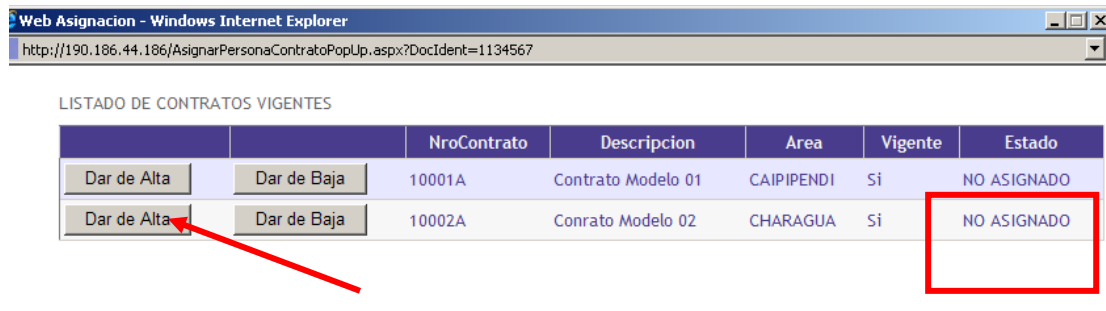 Web Asignacion - Windows Internet Explorer
http://190.186.44.186/AsignarPersonaContratoPopUp.aspx?DocIdent=1134567
LISTADO DE CONTRATOS VIGENTES
NroContrato Descripcion Area Vigente Estado
Dar de Alta Dar de Baja 10001A Contrato Modelo 01 CAIPIPENDI Si NO ASIGNADO
Dar de Alta Dar de Baja 10002A Conrato Modelo 02 CHARAGUA Si NO ASIGNADO